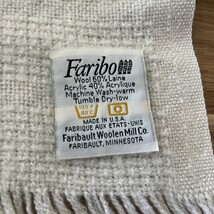 Faribo
Wool 60% Laine
Acrylic 40% Acrylique
Machine Wash-warm
Tumble Dry-low
MADE IN U.S.A.
FABRIQUE AUX ETATS-UNIS
Faribault Woolen Mill Co.
FARIBAULT, MINNESOTA